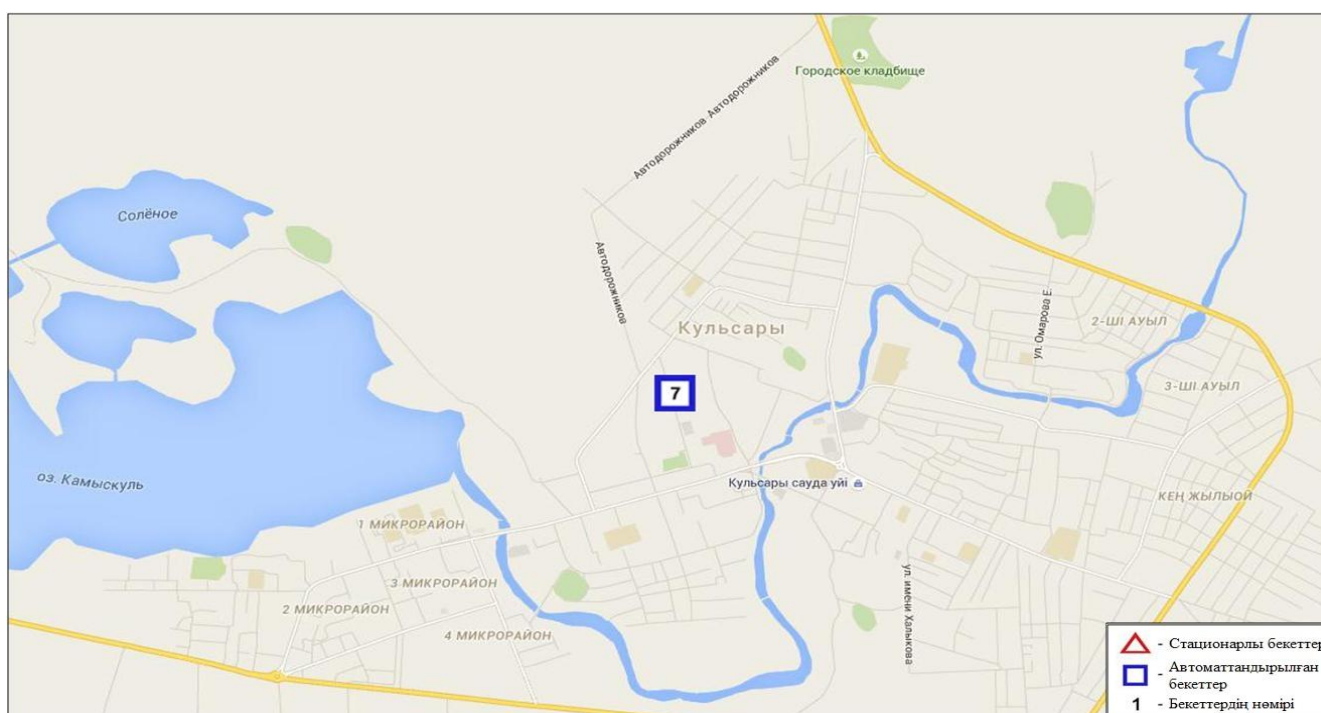 Городское кладбище
Автодорожников Автодорожников
Солёное
Автодорожников
Кульсары
ул. Омарова Е.
2-ШІ АУЫЛ
3-ШІ АУЫЛ
7
оз. Камыскуль
Кульсары сауда уйі
КЕҢ ЖЫЛЫОЙ
1 МИКРОРАЙОН
3 МИКРОРАЙОН
2 МИКРОРАЙОН
4 МИКРОРАЙОН
ул. имени Халыкова
- Стационарлы бекеттер
- Автоматтандырылған
бекеттер
1 - Бекеттердің нөмірі